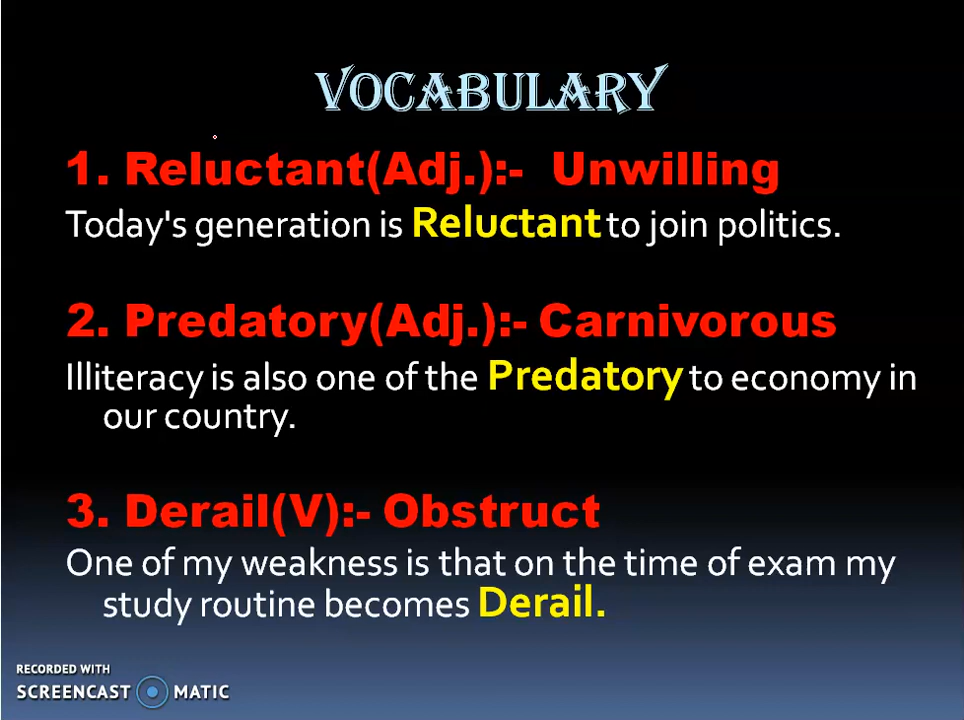 VOCABULARY
1. Reluctant(Adj.):- Unwilling
Today's generation is Reluctant to join politics.
2. Predatory(Adj.):- Carnivorous
Illiteracy is also one of the Predatory to economy in
our country.
3. Derail(V):- Obstruct
One of my weakness is that on the time of exam my
study routine becomes Derail.
RECORDED WITH
SCREENCAST MATIC